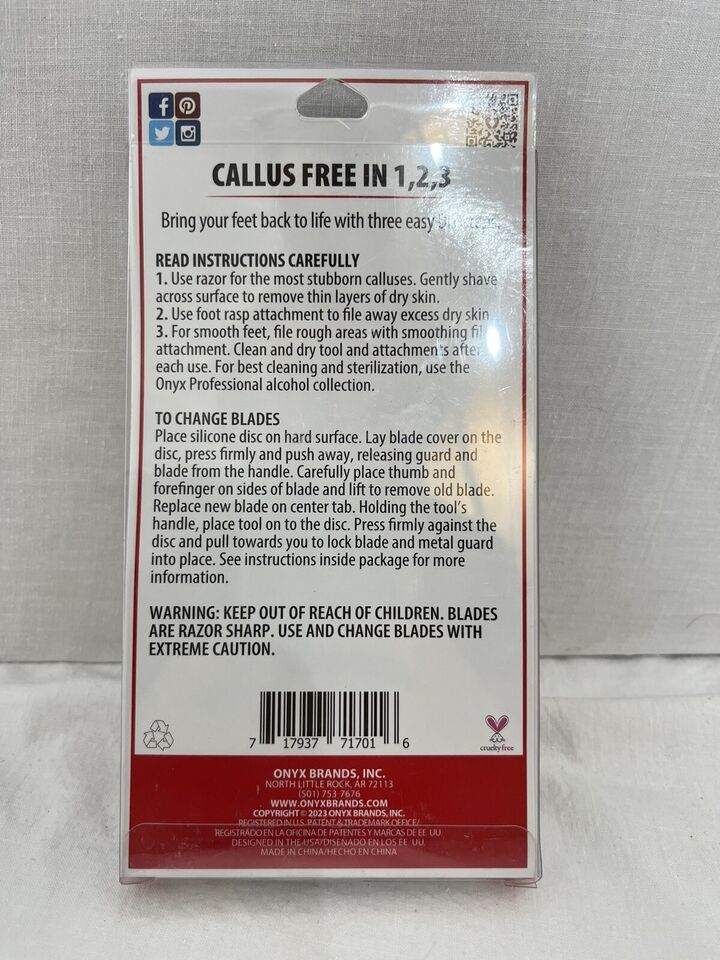 CALLUS FREE IN 1,2,3
Bring your feet back to life with three easy
READ INSTRUCTIONS CAREFULLY
1. Use razor for the most stubborn calluses. Gently shave
across surface to remove thin layers of dry skin.
2. Use foot rasp attachment to file away excess dry skin
3. For smooth feet, file rough areas with smoothing
attachment. Clean and dry tool and attachments after
each use. For best cleaning and sterilization, use the
Onyx Professional alcohol collection.
TO CHANGE BLADES
Place silicone disc on hard surface. Lay blade cover on the
disc, press firmly and push away, releasing guard and
blade from the handle. Carefully place thumb and
forefinger on sides of blade and lift to remove old blade.
Replace new blade on center tab. Holding the tool's
handle, place tool on to the disc. Press firmly against the
disc and pull towards you to lock blade and metal guard
into place. See instructions inside package for more
information.
WARNING: KEEP OUT OF REACH OF CHILDREN. BLADES
ARE RAZOR SHARP. USE AND CHANGE BLADES WITH
EXTREME CAUTION.
7 17937 71701 6
cruelty free
ONYX BRANDS, INC.
NORTH LITTLE ROCK, AR 72113
(501) 753-7676
WWW.ONYXBRANDS.COM
COPYRIGHT © 2023 ONYX BRANDS, INC.
REGISTERED IN U.S. PATENT & TRADEMARK OFFICE/
REGISTRADO EN LA OFICINA DE PATENTES Y MARCAS DE EE. UU.
DESIGNED IN THE USA/DISENADO EN LOS EE. UU.
MADE IN CHINA/HECHO EN CHINA